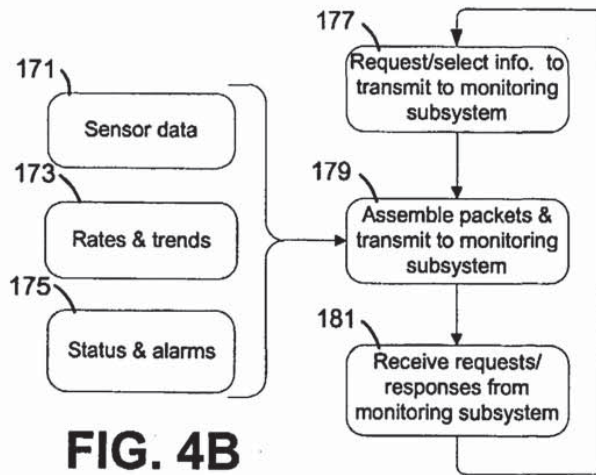 177
Request/select info. to
transmit to monitoring
subsystem
171
Sensor data
173
Rates & trends
179
Assemble packets &
transmit to monitoring
subsystem
175
Status & alarms
181
Receive requests/
responses from
monitoring subsystem
FIG. 4B